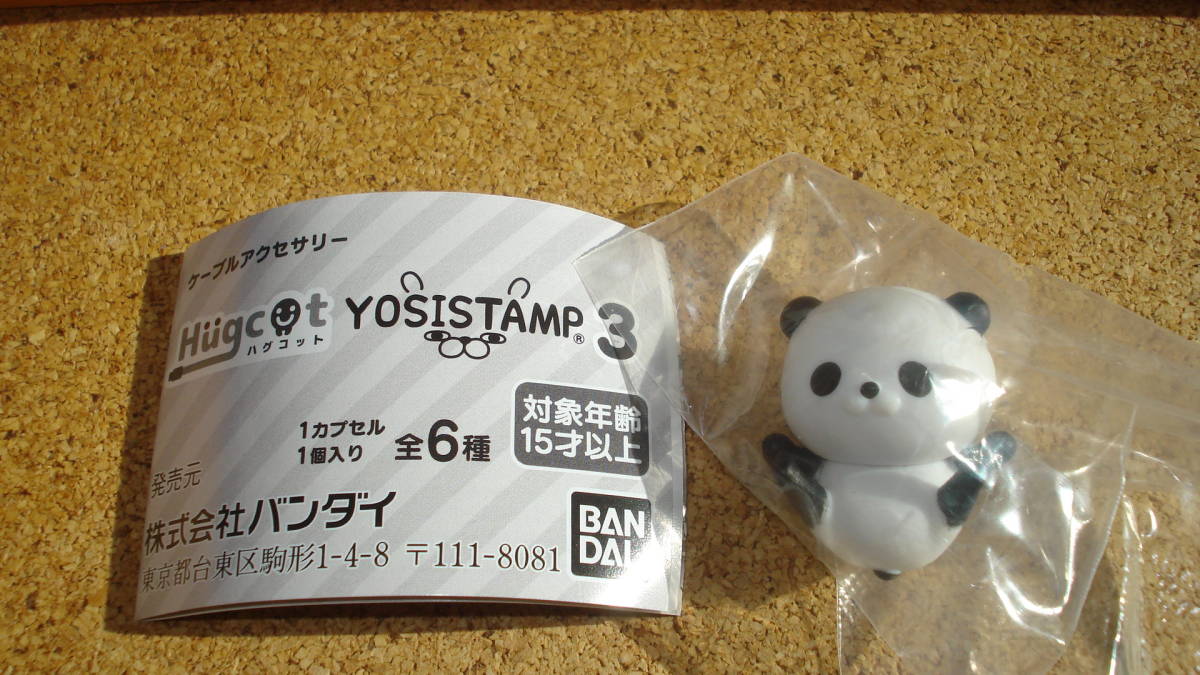 ケーブルアクセサリー
Hügcot YOSISTAMP® 3
ハグコット
1カプセル
1個入り
全6種
対象年齢
15才以上
発売元
株式会社バンダイ
東京都台東区駒形1-4-8 〒111-8081
BAN
DAI